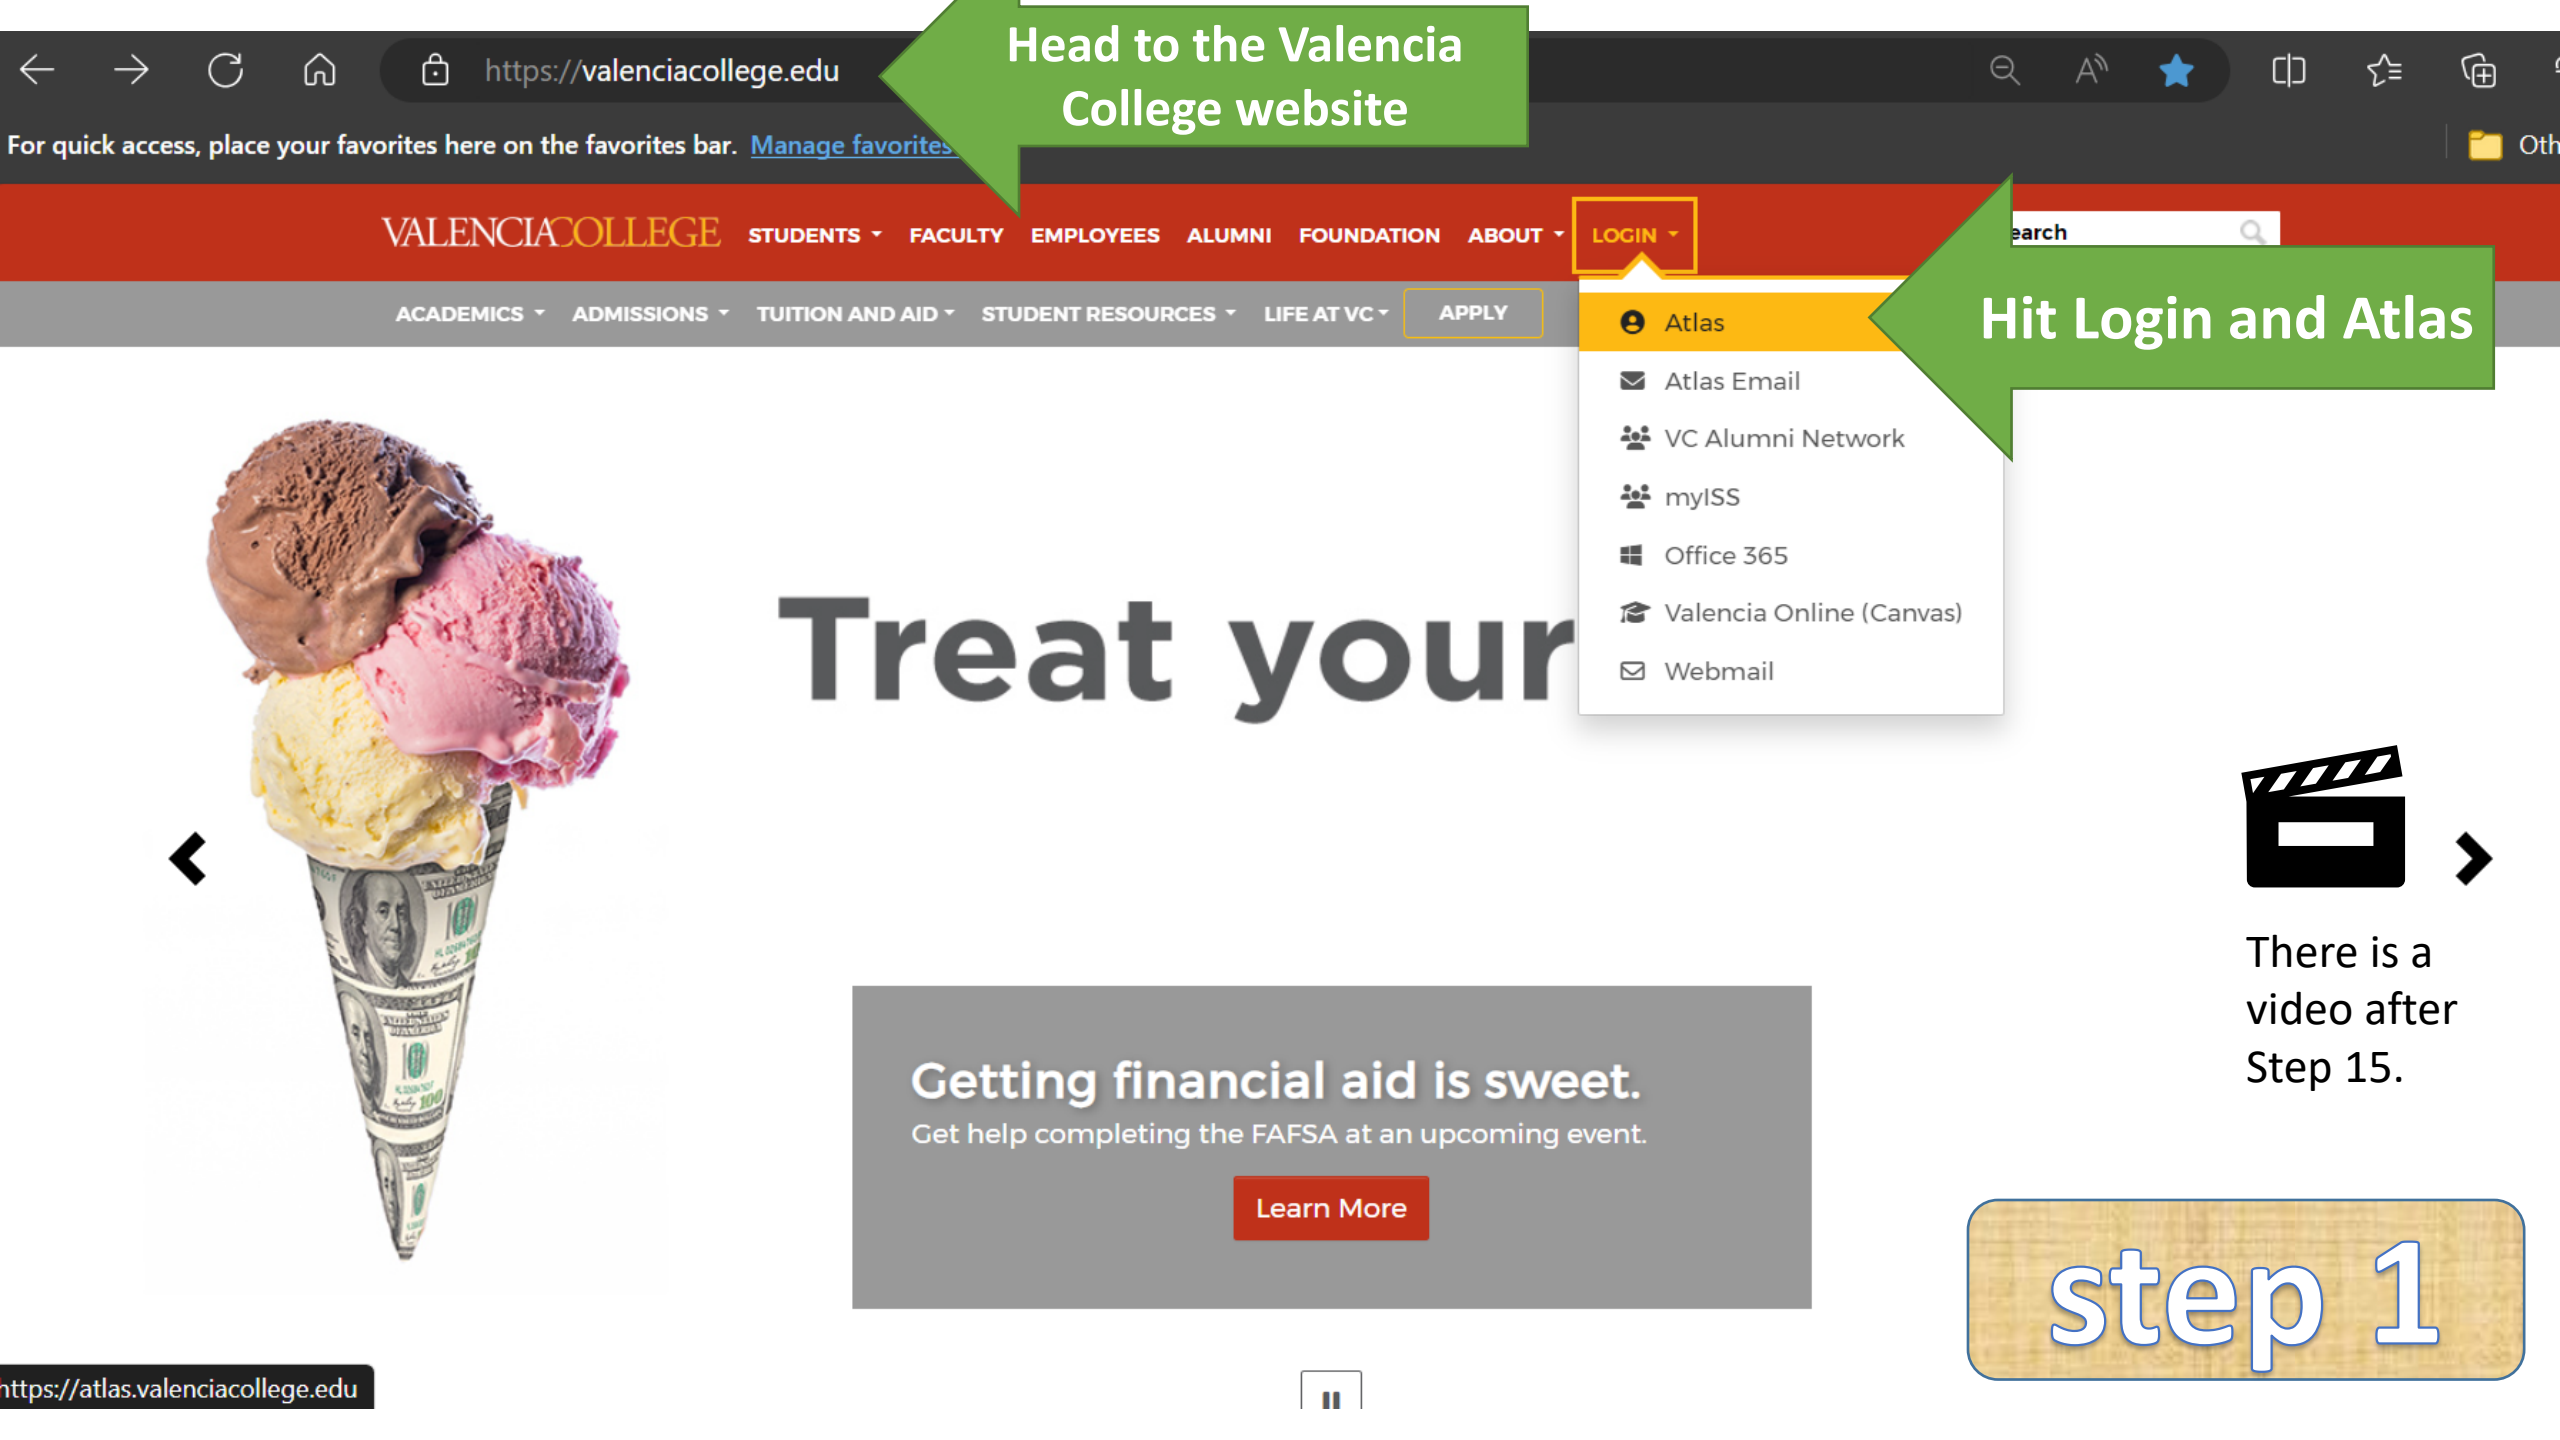 Head to the Valencia
College website
https://valenciacollege.edu
For quick access, place your favorites here on the favorites bar. Manage favorites
VALENCIACOLLEGE STUDENTS FACULTY EMPLOYEES ALUMNI FOUNDATION ABOUT LOGIN
earch
ACADEMICS ADMISSIONS TUITION AND AID STUDENT RESOURCES LIFE AT VC APPLY
Hit Login and Atlas
Atlas
Atlas Email
VC Alumni Network
myISS
Office 365
Valencia Online (Canvas)
Webmail
Treat your
There is a
video after
Step 15.
Getting financial aid is sweet.
Get help completing the FAFSA at an upcoming event.
Learn More
step 1
https://atlas.valenciacollege.edu